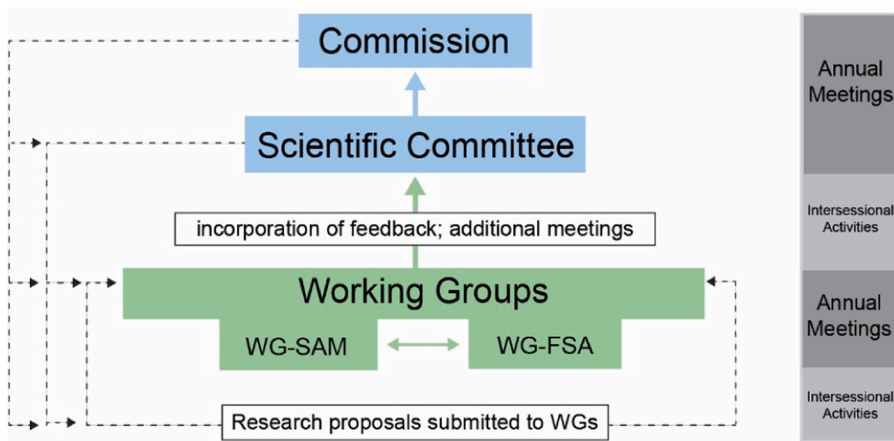 Commission
Annual
Meetings
Scientific Committee
Intersessional
Activities
incorporation of feedback; additional meetings
Working Groups
Annual
Meetings
WG-SAM
WG-FSA
Intersessional
Activities
Research proposals submitted to WGs